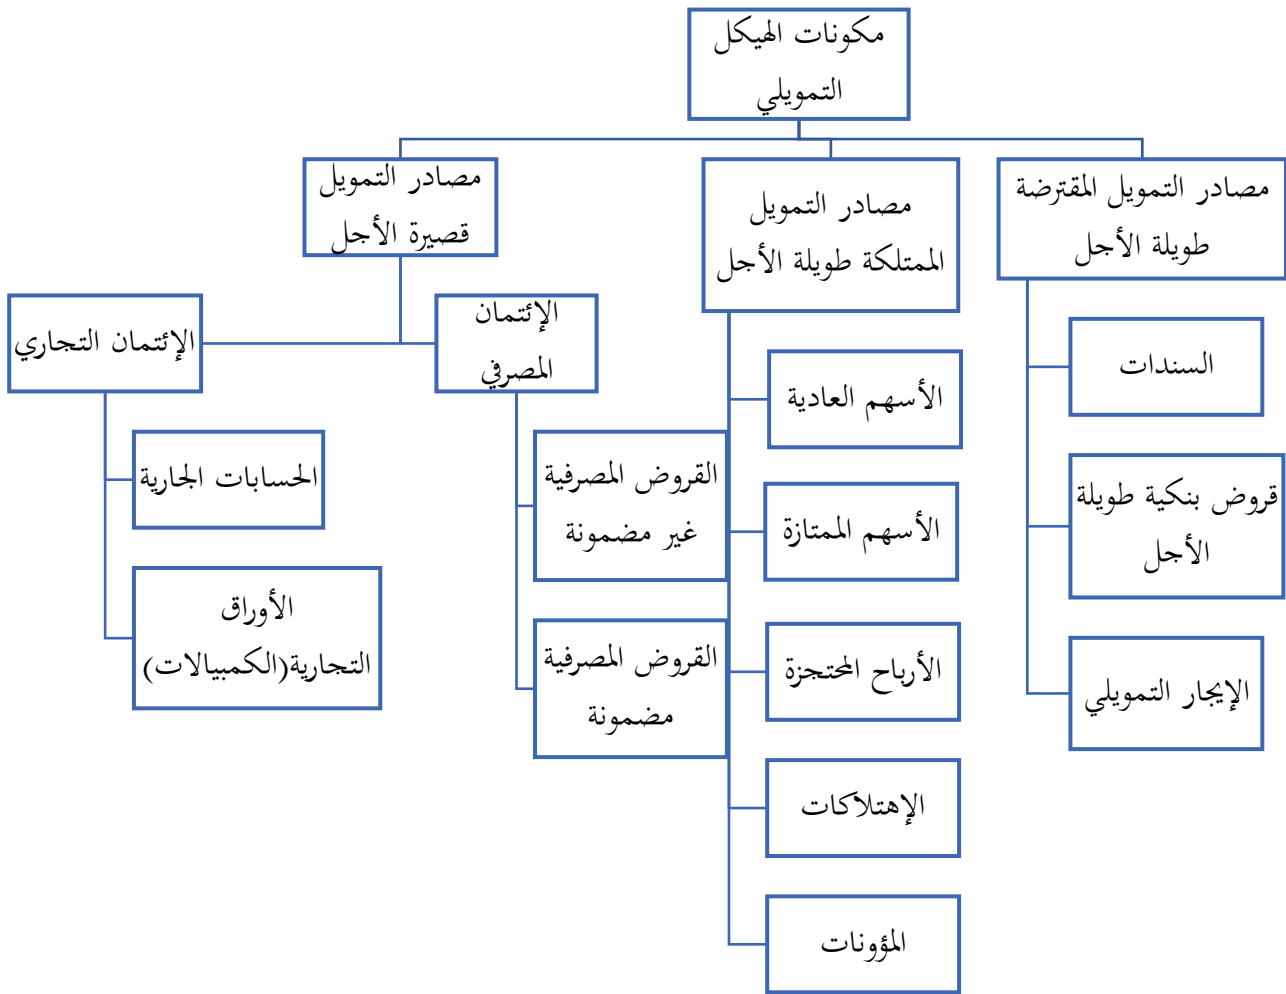 مكونات الهيكل
التمويلي
مصادر التمويل المقترضة
طويلة الأجل
السندات
قروض بنكية طويلة
الأجل
الإيجار التمويلي
مصادر التمويل
الممتلكة طويلة الأجل
الأسهم العادية
الأسهم الممتازة
الأرباح المحتجزة
الإهتلاكات
المؤونات
مصادر التمويل
قصيرة الأجل
الإئتمان
المصرفي
القروض المصرفية
غير مضمونة
القروض المصرفية
مضمونة
الإئتمان التجاري
الحسابات الجارية
الأوراق
التجارية(الكمبيالات)